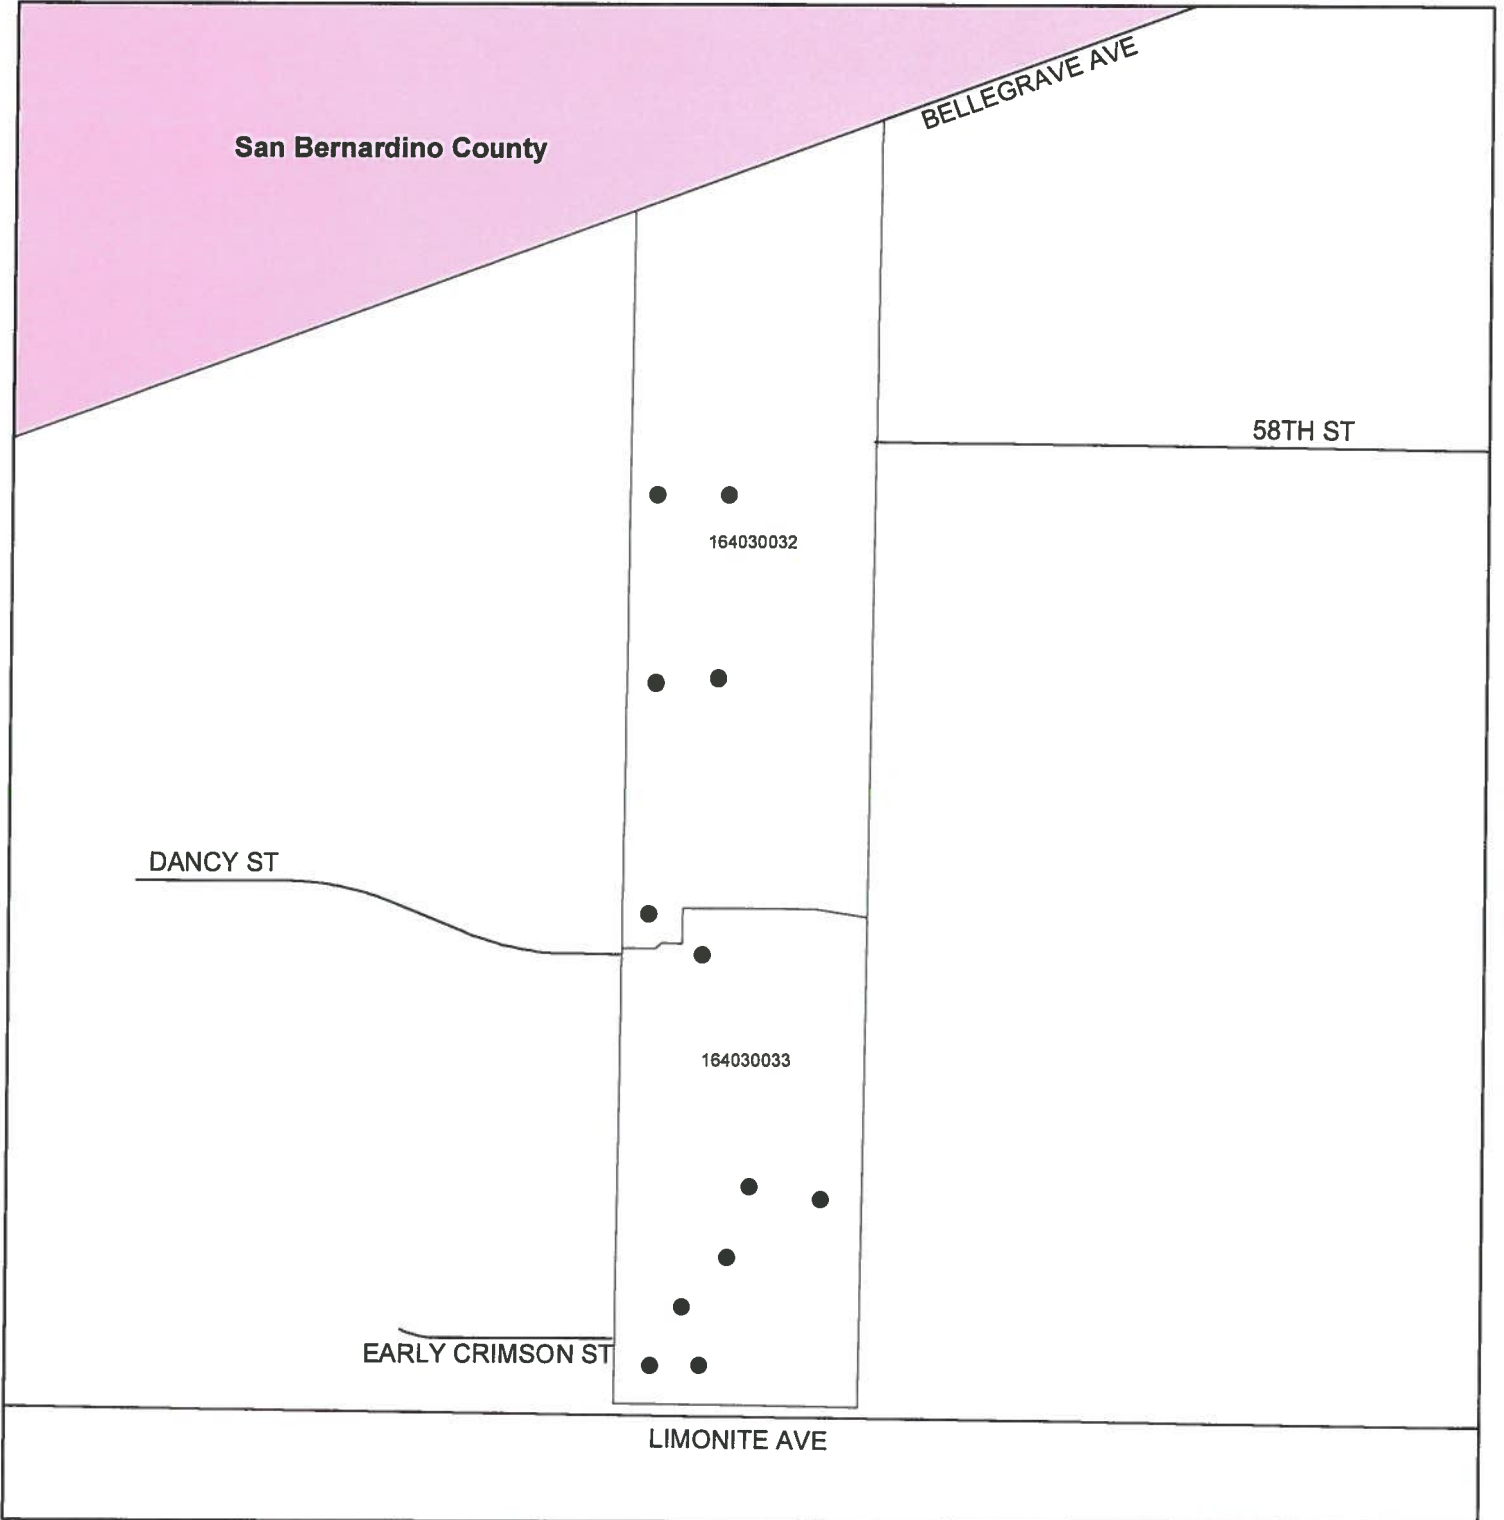 BELLEGRAVE AVE
San Bernardino County
58TH ST
164030032
DANCY ST
164030033
EARLY CRIMSON ST
LIMONITE AVE